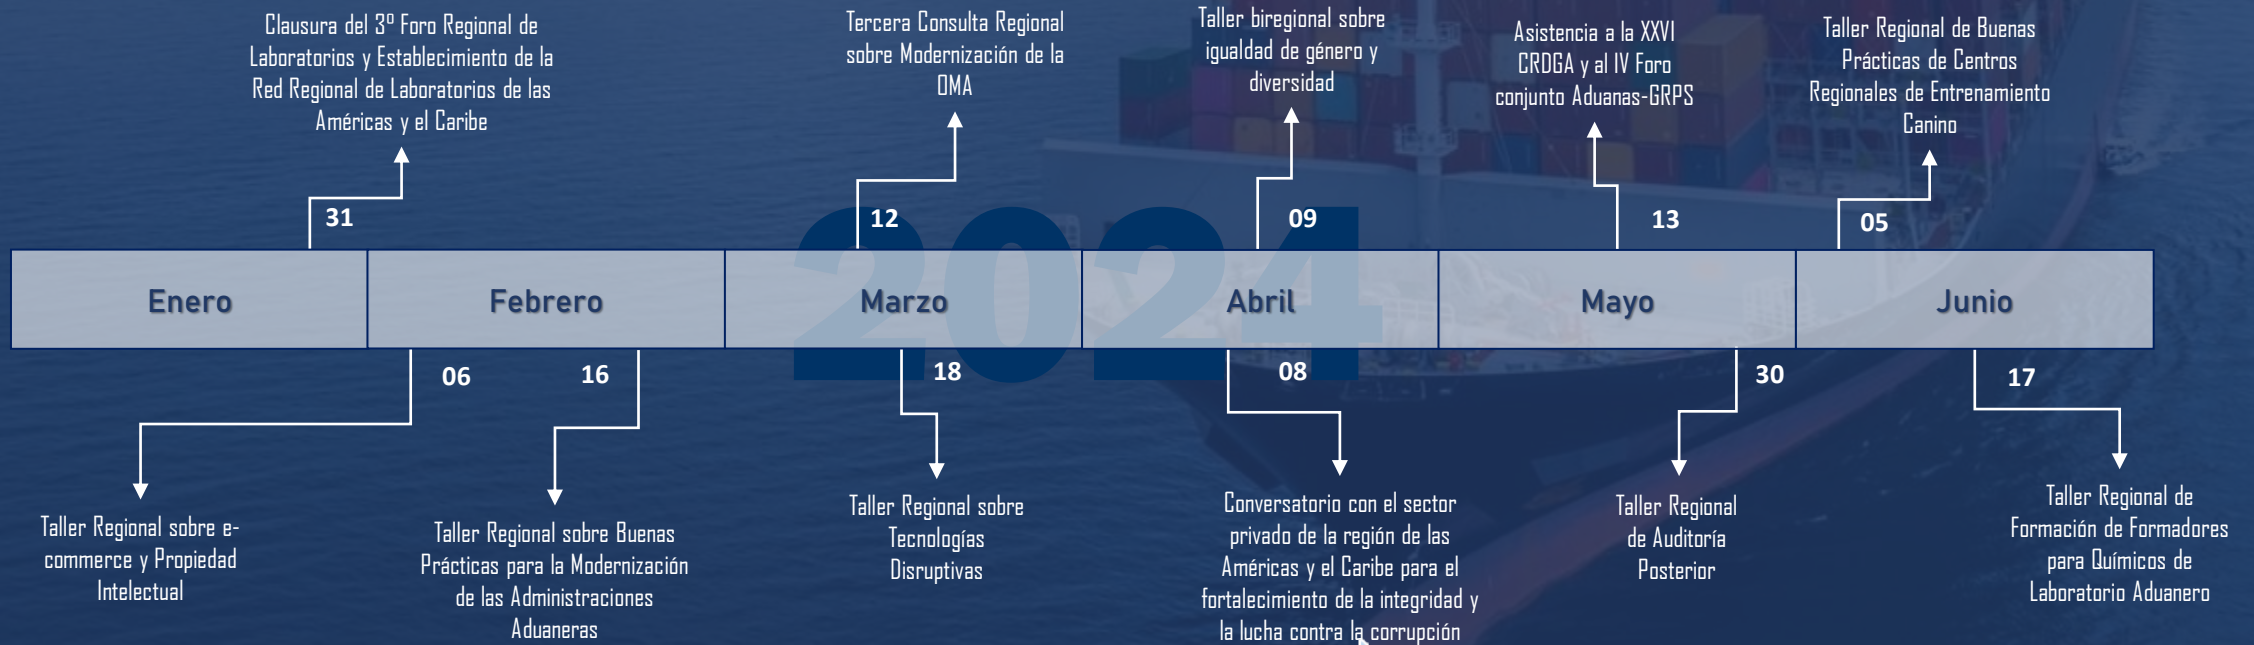 Clausura del 3º Foro Regional de
Laboratorios y Establecimiento de la
Red Regional de Laboratorios de las
Américas y el Caribe
Tercera Consulta Regional
sobre Modernización de la
OMA
Taller biregional sobre
igualdad de género y
diversidad
Asistencia a la XXVI
CRDGA y al IV Foro
conjunto Aduanas-GRPS
Taller Regional de Buenas
Prácticas de Centros
Regionales de Entrenamiento
Canino
31
12
09
13
05
2024
Enero
Febrero
Marzo
Abril
Mayo
Junio
06
16
18
08
30
17
Taller Regional sobre e-
commerce y Propiedad
Intelectual
Taller Regional sobre Buenas
Prácticas para la Modernización
de las Administraciones
Aduaneras
Taller Regional sobre
Tecnologías
Disruptivas
Conversatorio con el sector
privado de la región de las
Américas y el Caribe para el
fortalecimiento de la integridad y
la lucha contra la corrupción
Taller Regional
de Auditoría
Posterior
Taller Regional de
Formación de Formadores
para Químicos de
Laboratorio Aduanero